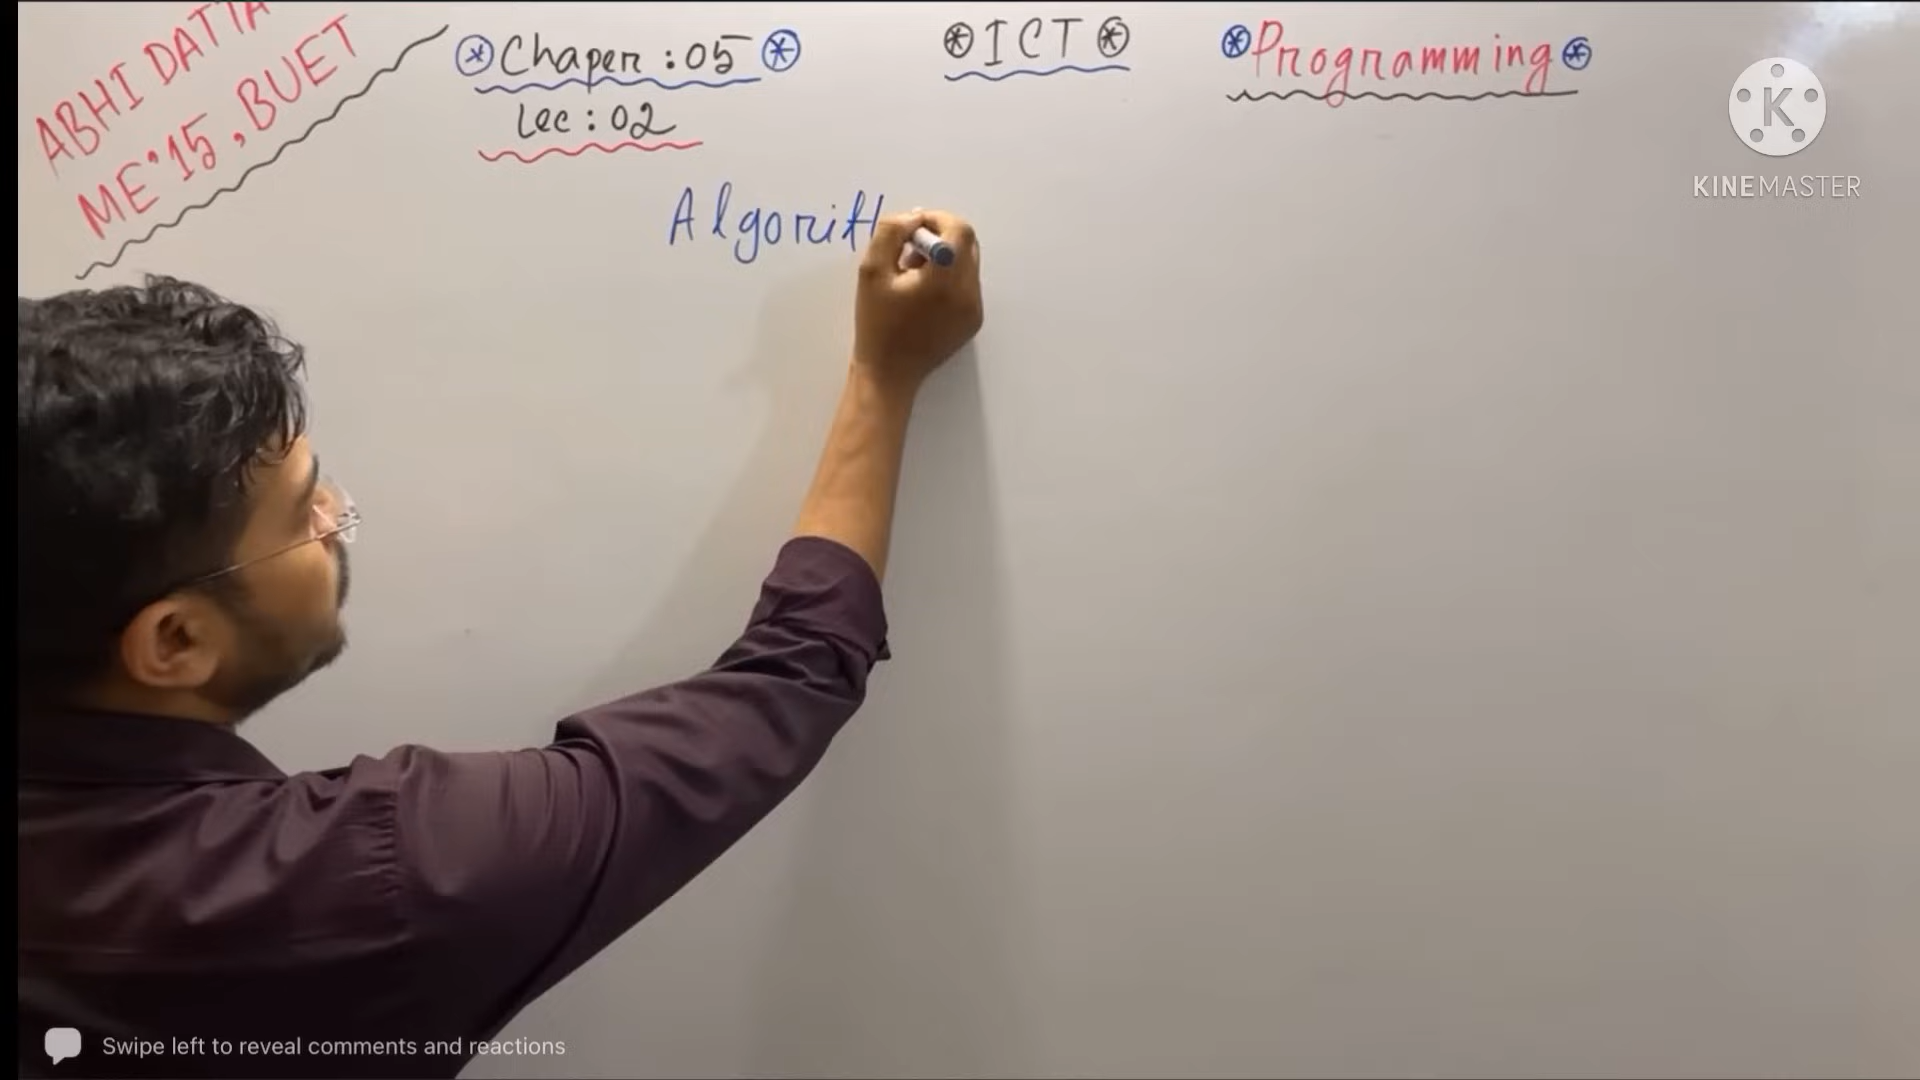 ABHI DATTA
ME'15, BUET
Chaper : 05
Lec : 02
ICT
Programming
K
KINEMASTER
Algorith
Swipe left to reveal comments and reactions